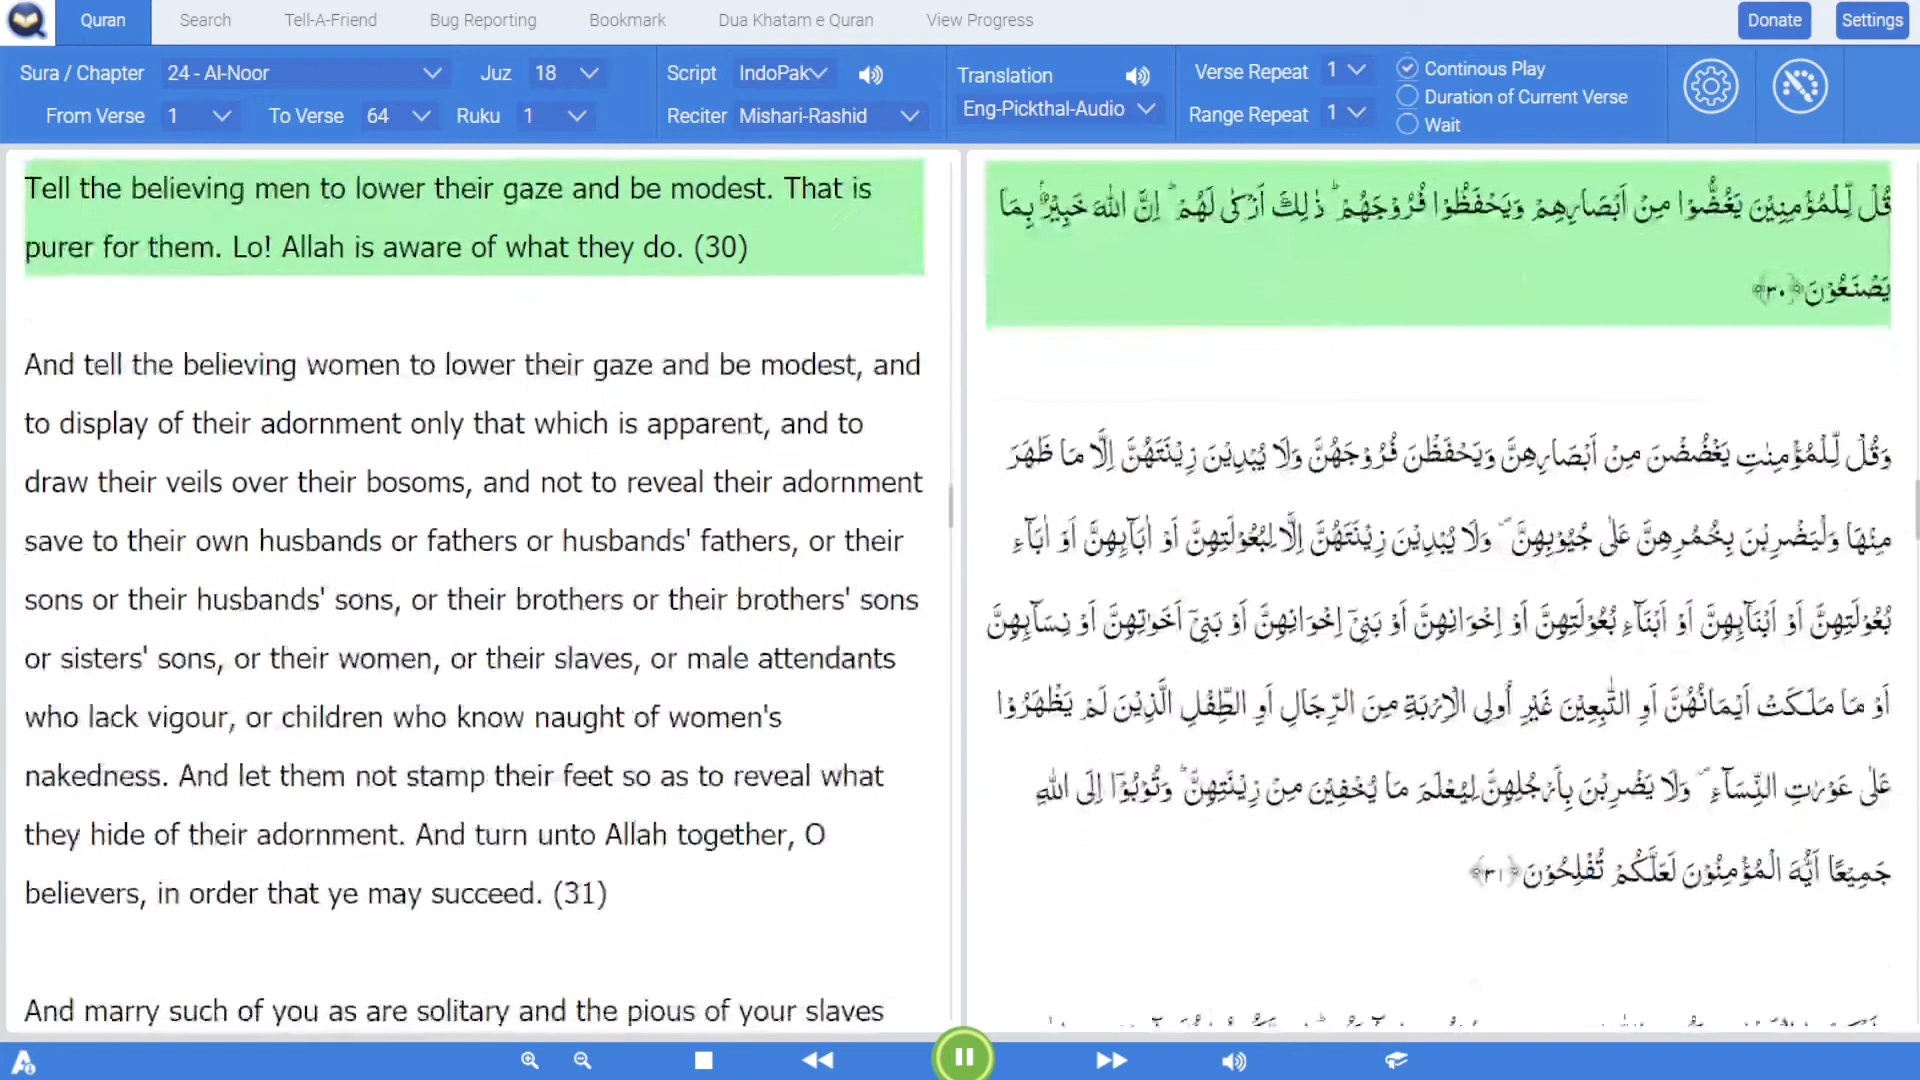 Quran Search Tell-A-Friend Bug Reporting Bookmark Dua Khatam e Quran View Progress Donate Settings
Sura / Chapter 24 - Al-Noor Juz 18
From Verse 1 To Verse 64 Ruku 1
Script IndoPak
Reciter Mishari-Rashid
Translation
Eng-Pickthal-Audio
Verse Repeat 1
Range Repeat 1
Continous Play
Duration of Current Verse
Wait
Tell the believing men to lower their gaze and be modest. That is
purer for them. Lo! Allah is aware of what they do. (30)
And tell the believing women to lower their gaze and be modest, and
to display of their adornment only that which is apparent, and to
draw their veils over their bosoms, and not to reveal their adornment
save to their own husbands or fathers or husbands' fathers, or their
sons or their husbands' sons, or their brothers or their brothers' sons
or sisters' sons, or their women, or their slaves, or male attendants
who lack vigour, or children who know naught of women's
nakedness. And let them not stamp their feet so as to reveal what
they hide of their adornment. And turn unto Allah together, O
believers, in order that ye may succeed. (31)
And marry such of you as are solitary and the pious of your slaves
قُلْ لِّلْمُؤْمِنِيْنَ يَغُضُّوْا مِنْ اَبْصَارِهِمْ وَيَحْفَظُوْا فُرُوْجَهُمْ ؕ ذٰ لِكَ اَزْكٰى لَهُمْ ؕ اِنَّ اللّٰهَ خَبِيْرٌۢ بِمَا
يَصْنَعُوْنَ﴿۳۰﴾
وَقُلْ لِّلْمُؤْمِنٰتِ يَغْضُضْنَ مِنْ اَبْصَارِهِنَّ وَيَحْفَظْنَ فُرُوْجَهُنَّ وَلَا يُبْدِيْنَ زِيْنَتَهُنَّ اِلَّا مَا ظَهَرَ
مِنْهَا وَلْيَضْرِبْنَ بِخُمُرِهِنَّ عَلٰى جُيُوْبِهِنَّ ۖ وَلَا يُبْدِيْنَ زِيْنَتَهُنَّ اِلَّا لِبُعُوْلَتِهِنَّ اَوْ اٰبَآٮِٕهِنَّ اَوْ اٰبَآءِ
بُعُوْلَتِهِنَّ اَوْ اَبْنَآٮِٕهِنَّ اَوْ اَبْنَآءِ بُعُوْلَتِهِنَّ اَوْ اِخْوَانِهِنَّ اَوْ بَنِىْۤ اِخْوَانِهِنَّ اَوْ بَنِىْۤ اَخَوٰتِهِنَّ اَوْ نِسَآٮِٕهِنَّ
اَوْ مَا مَلَـكَتْ اَيْمَانُهُنَّ اَوِ التّٰبِعِيْنَ غَيْرِ اُولِى الْاِرْبَةِ مِنَ الرِّجَالِ اَوِ الطِّفْلِ الَّذِيْنَ لَمْ يَظْهَرُوْا
عَلٰى عَوْرٰتِ النِّسَآءِ ۖ وَلَا يَضْرِبْنَ بِاَرْجُلِهِنَّ لِيُـعْلَمَ مَا يُخْفِيْنَ مِنْ زِيْنَتِهِنَّ ؕ وَتُوْبُوْۤا اِلَى اللّٰهِ
جَمِيْعًا اَيُّهَ الْمُؤْمِنُوْنَ لَعَلَّكُمْ تُفْلِحُوْنَ﴿۳۱﴾